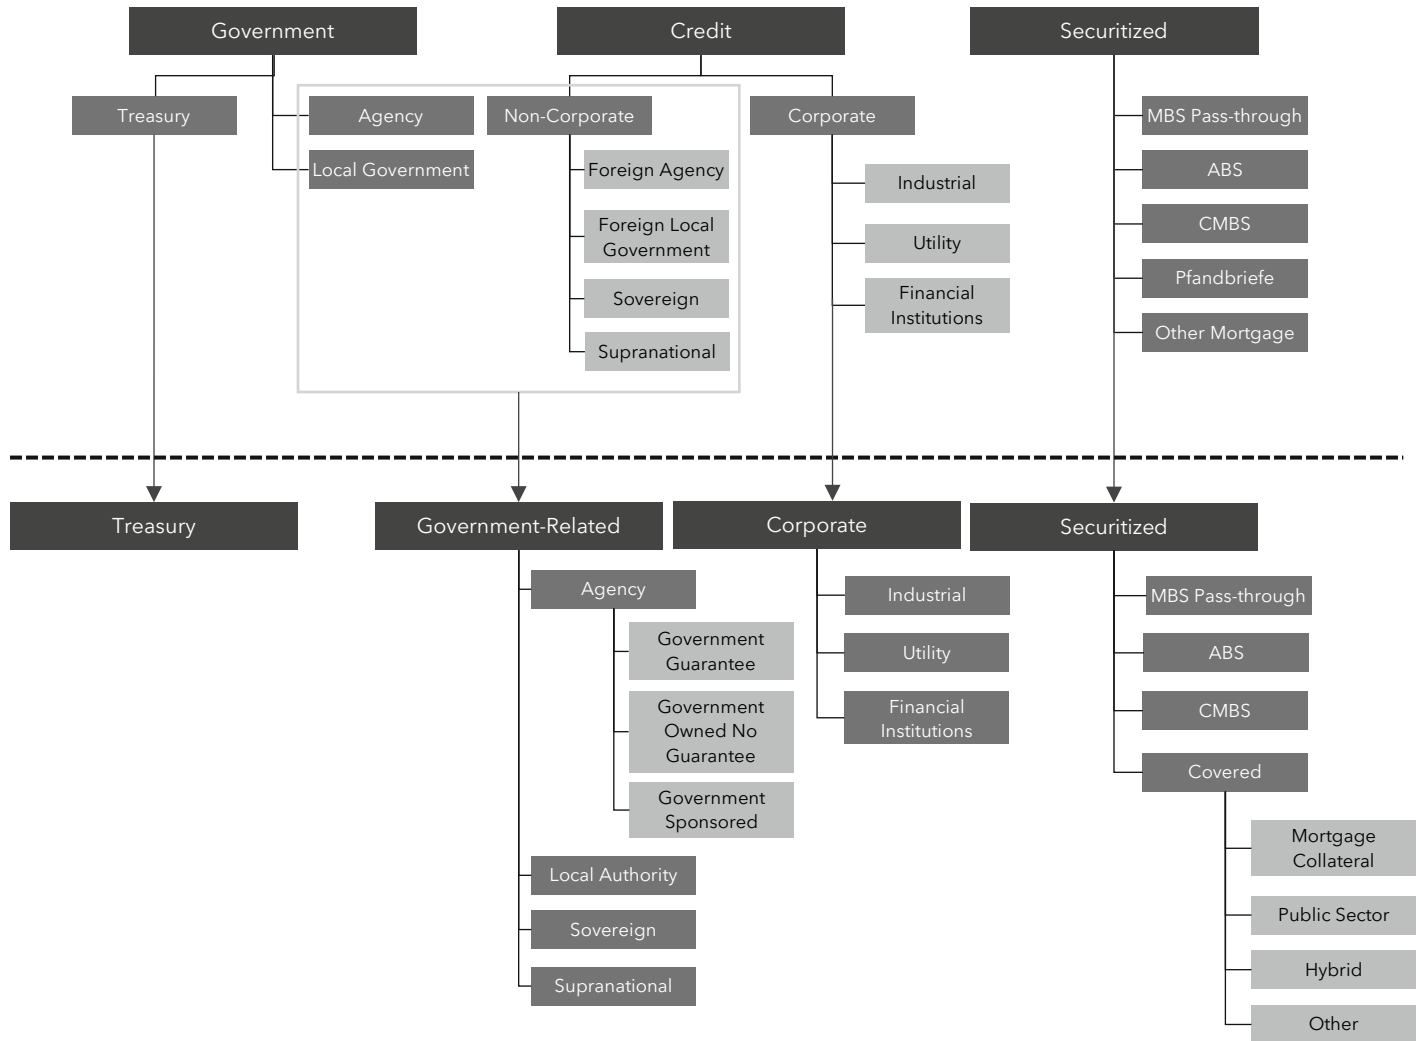 Government
Credit
Securitized
Treasury
Agency
Local Government
Non-Corporate
Foreign Agency
Foreign Local
Government
Sovereign
Supranational
Corporate
Industrial
Utility
Financial
Institutions
MBS Pass-through
ABS
CMBS
Pfandbriefe
Other Mortgage
Treasury
Government-Related
Corporate
Securitized
Agency
Government
Guarantee
Government
Owned No
Guarantee
Government
Sponsored
Local Authority
Sovereign
Supranational
Industrial
Utility
Financial
Institutions
MBS Pass-through
ABS
CMBS
Covered
Mortgage
Collateral
Public Sector
Hybrid
Other